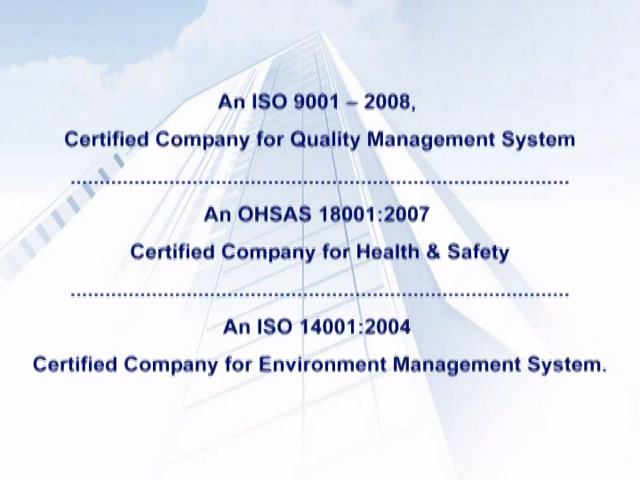 An ISO 9001 – 2008,
Certified Company for Quality Management System
......................................................................................
An OHSAS 18001:2007
Certified Company for Health & Safety
......................................................................................
An ISO 14001:2004
Certified Company for Environment Management System.